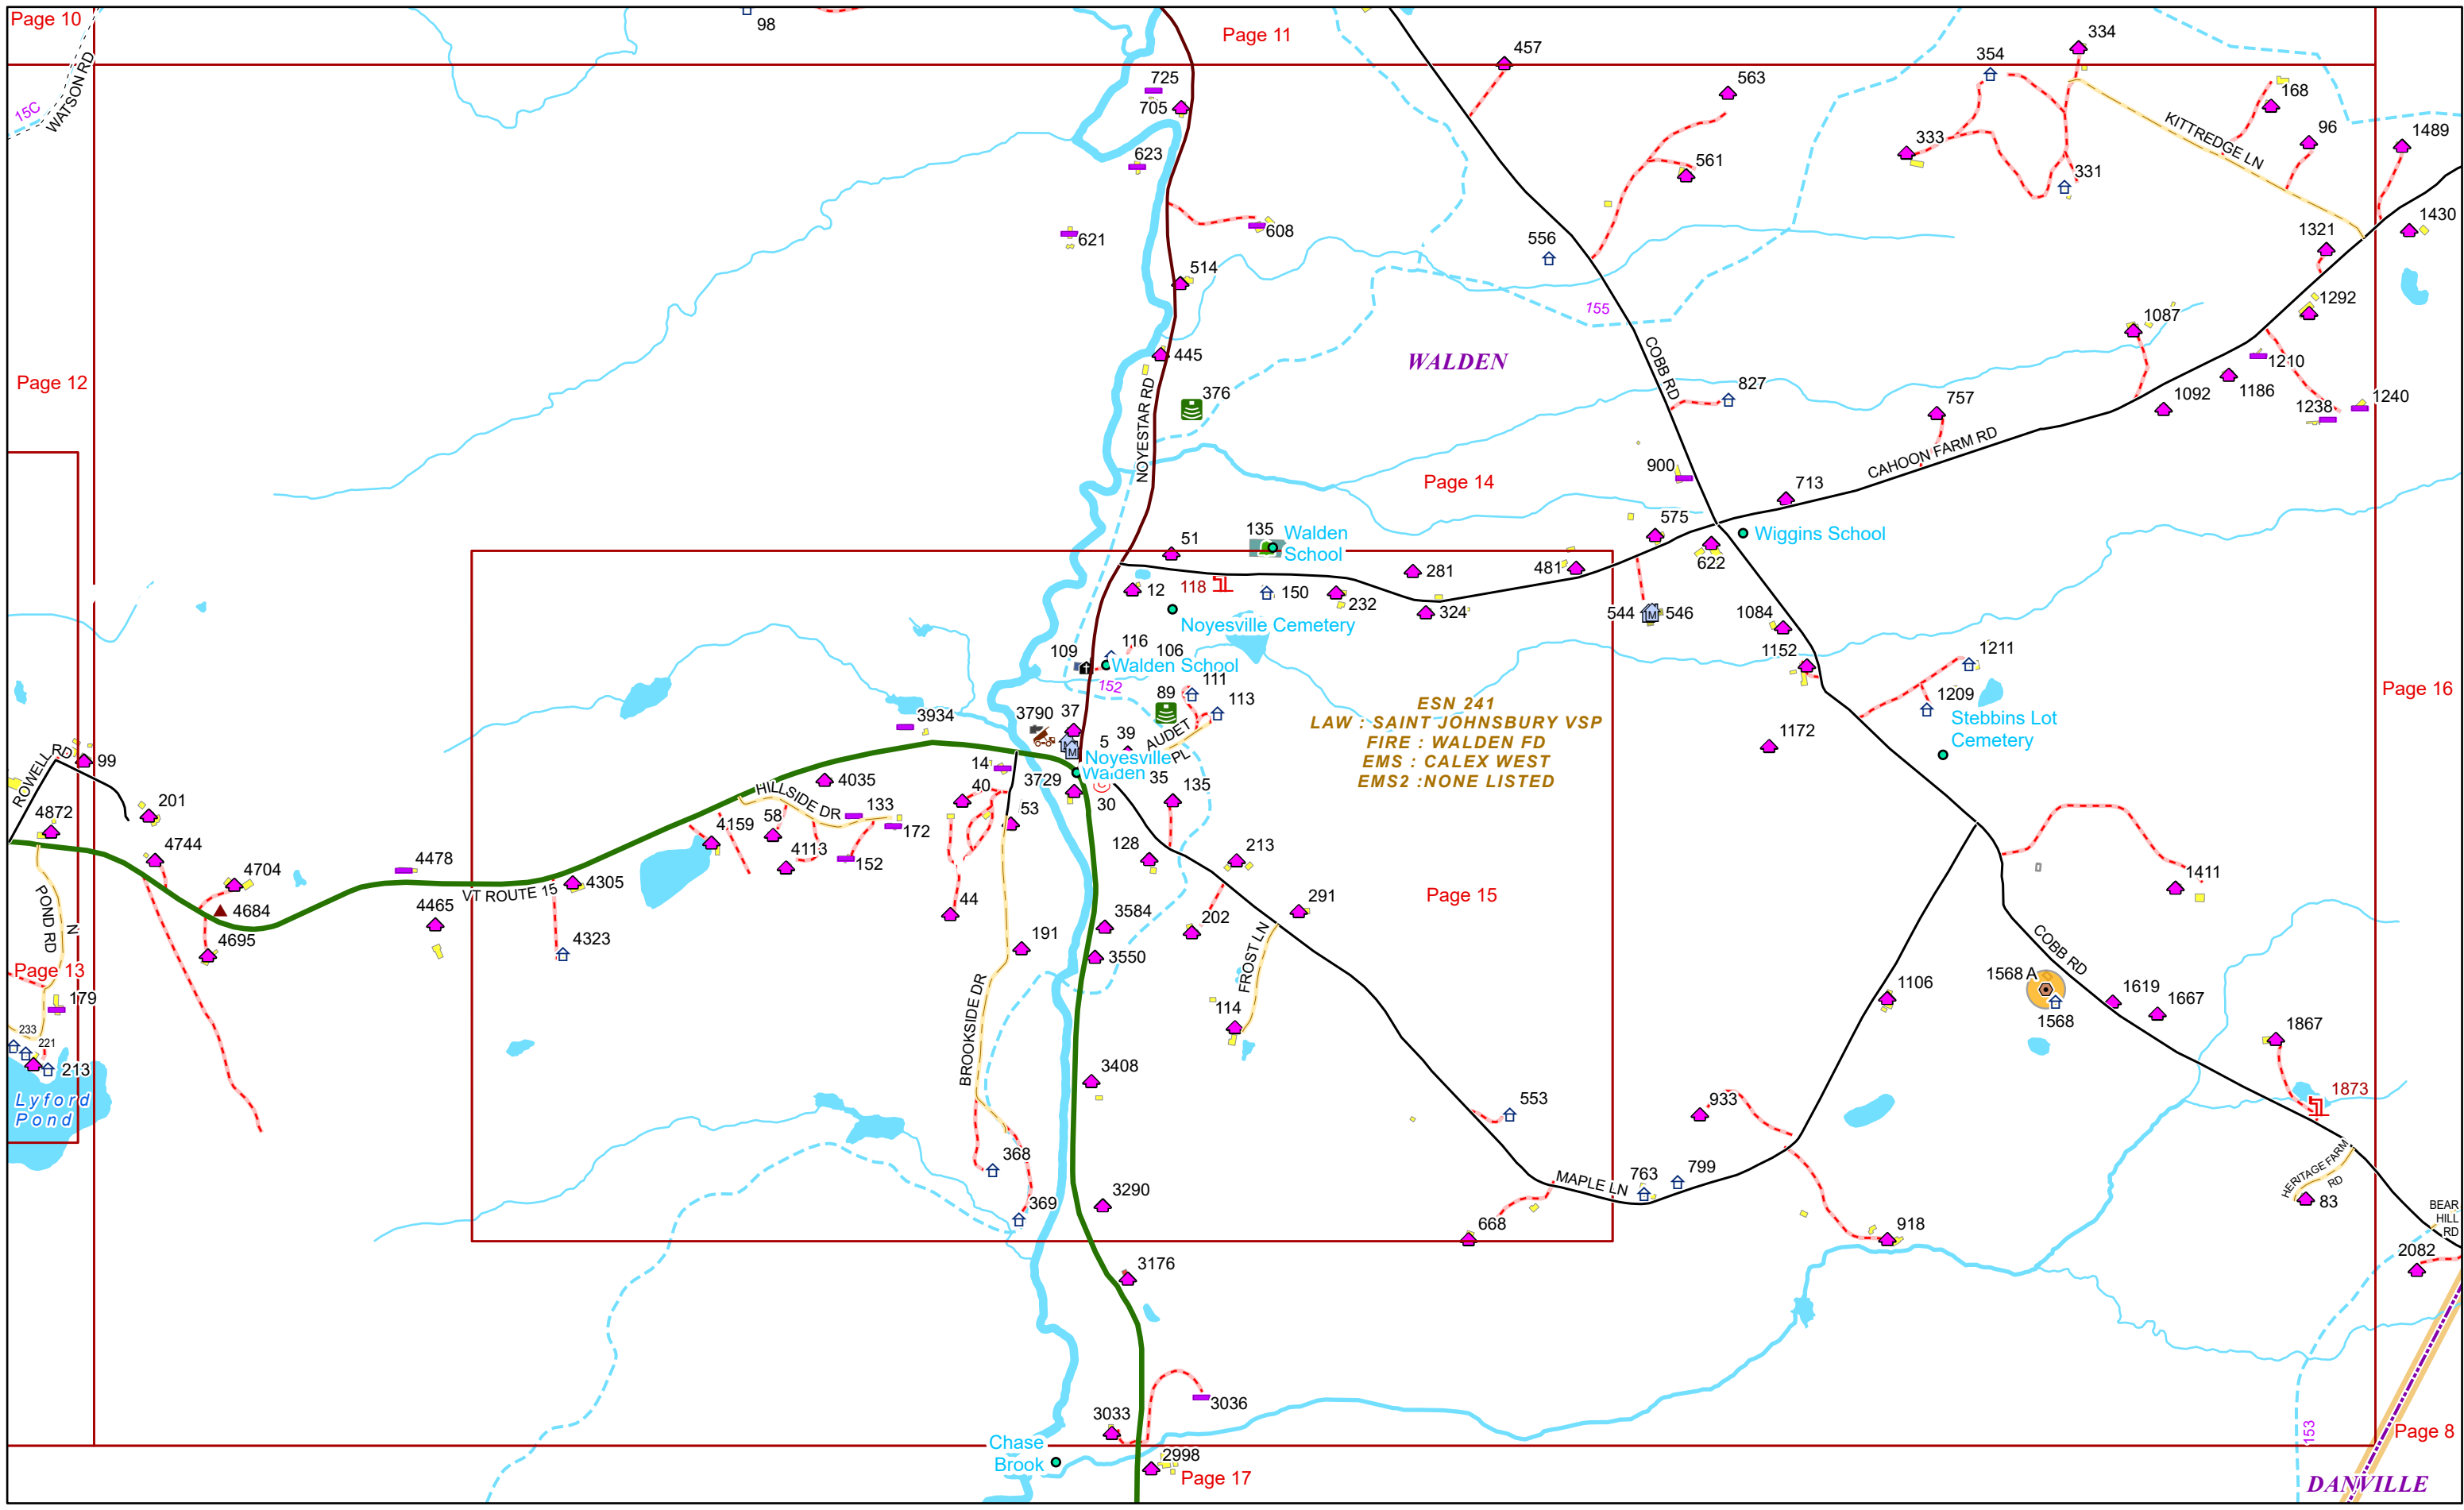 Page 10
98
Page 11
457
334
354
563
168
725
705
15C
WATSON RD
KITTREDGE LN
96
1489
333
623
561
331
1430
608
621
556
1321
514
1292
155
1087
445
WALDEN
COBB RD
1210
Page 12
376
827
1186
1240
NOYESTAR RD
757
1092
1238
CAHOON FARM RD
900
Page 14
713
575
51
135
Walden
School
Wiggins School
622
281
481
12
118
150
232
324
544
546
1084
Noyesville Cemetery
116
109
106
Walden School
1152
1211
152
111
89
113
1209
Page 16
ESN 241
LAW : SAINT JOHNSBURY VSP
FIRE : WALDEN FD
EMS : CALEX WEST
EMS2 :NONE LISTED
Stebbins Lot
Cemetery
3934
3790
37
39
5
AUDET
PL
1172
ROWELL RD
99
Noyesville
Walden
14
3729
35
135
30
4035
40
HILLSIDE DR
133
53
201
4872
4159
58
172
4744
4113
152
128
213
4704
4478
4305
VT ROUTE 15
1411
4684
4465
44
291
Page 15
POND RD
N
4695
4323
191
3584
202
3550
FROST LN
COBB RD
Page 13
179
1568 A
1106
1619
1667
1568
114
BROOKSIDE DR
233
221
213
1867
3408
Lyford
Pond
553
933
1873
368
MAPLE LN
763
799
HERITAGE FARM
RD
83
369
3290
668
918
BEAR
HILL
RD
2082
3176
3036
3033
Chase
Brook
2998
Page 17
153
Page 8
DANVILLE